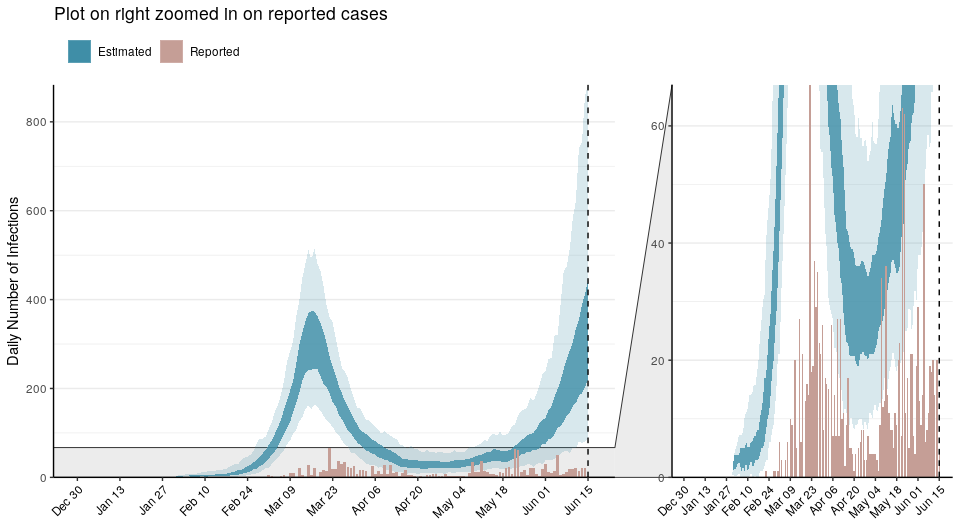 Plot on right zoomed in on reported cases
Estimated
Reported
Daily Number of Infections
800
600
400
200
0
Dec 30
Jan 13
Jan 27
Feb 10
Feb 24
Mar 09
Mar 23
Apr 06
Apr 20
May 04
May 18
Jun 01
Jun 15
60
40
20
0
Dec 30
Jan 13
Jan 27
Feb 10
Feb 24
Mar 09
Mar 23
Apr 06
Apr 20
May 04
May 18
Jun 01
Jun 15